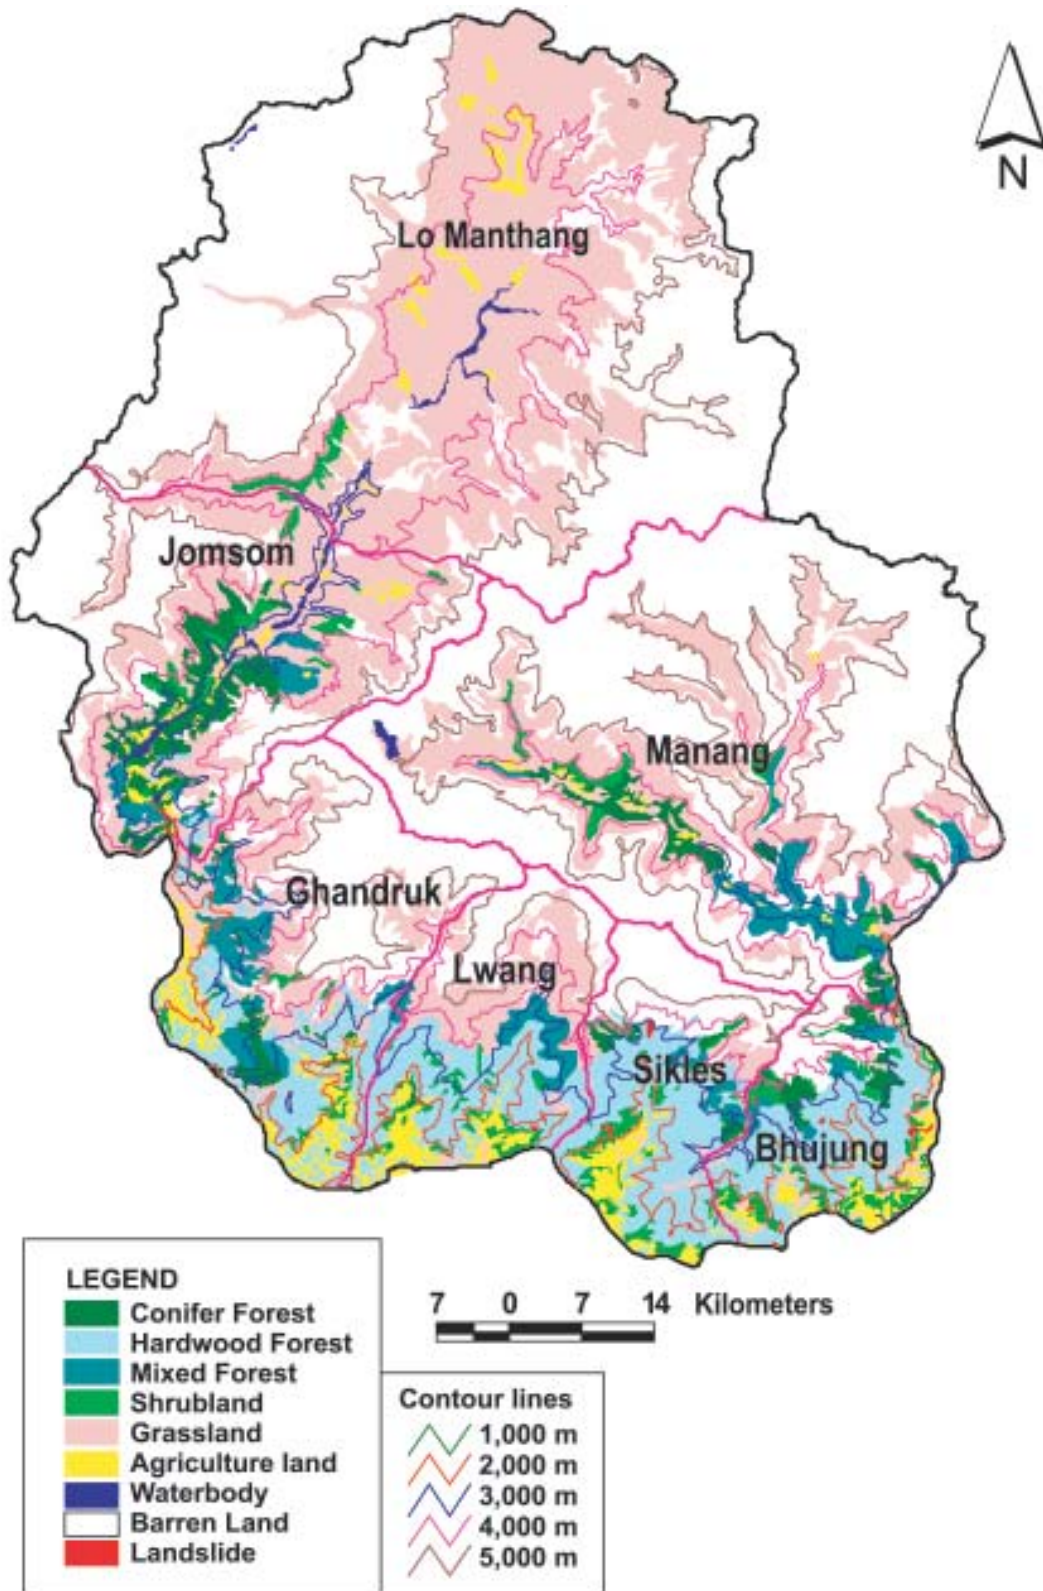 N
Lo Manthang
Jomsom
Manang
Ghandruk
Lwang
Sikles
Bhujung
LEGEND
Conifer Forest
Hardwood Forest
Mixed Forest
Shrubland
Grassland
Agriculture land
Waterbody
Barren Land
Landslide
7 0 7 14 Kilometers
Contour lines
1,000 m
2,000 m
3,000 m
4,000 m
5,000 m